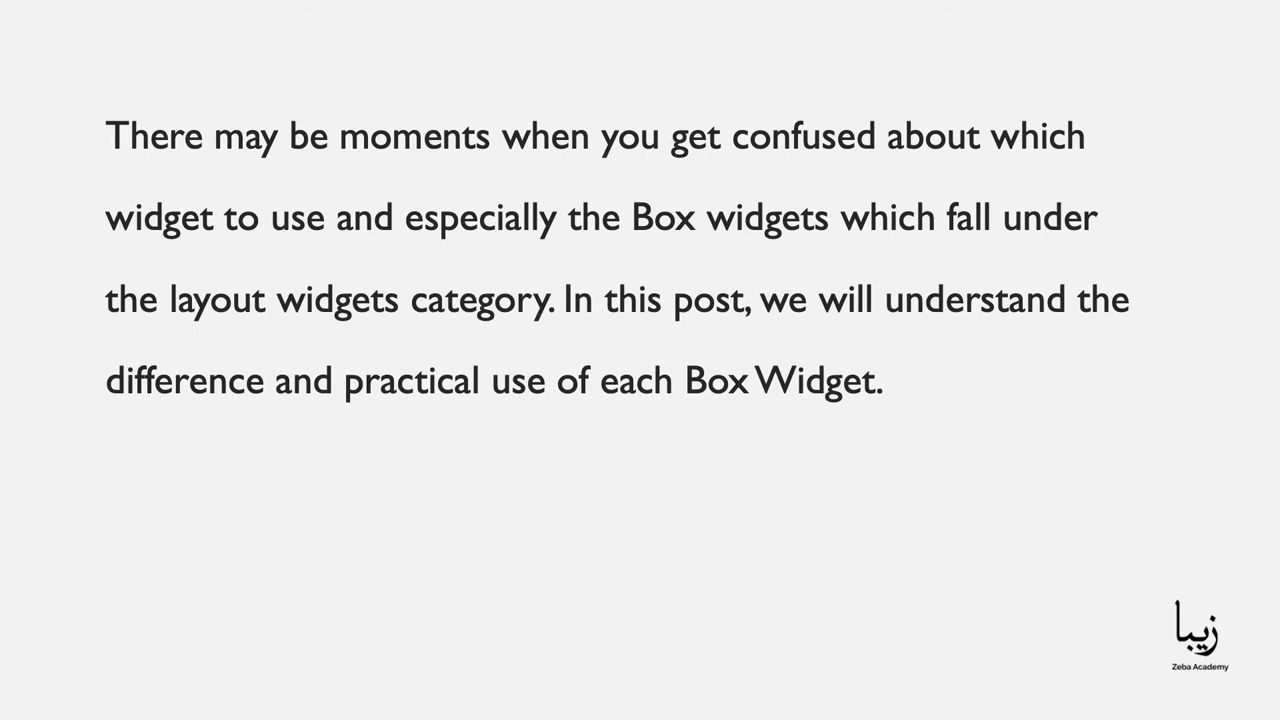 There may be moments when you get confused about which
widget to use and especially the Box widgets which fall under
the layout widgets category. In this post, we will understand the
difference and practical use of each Box Widget.
زيبا
Zeba Academy